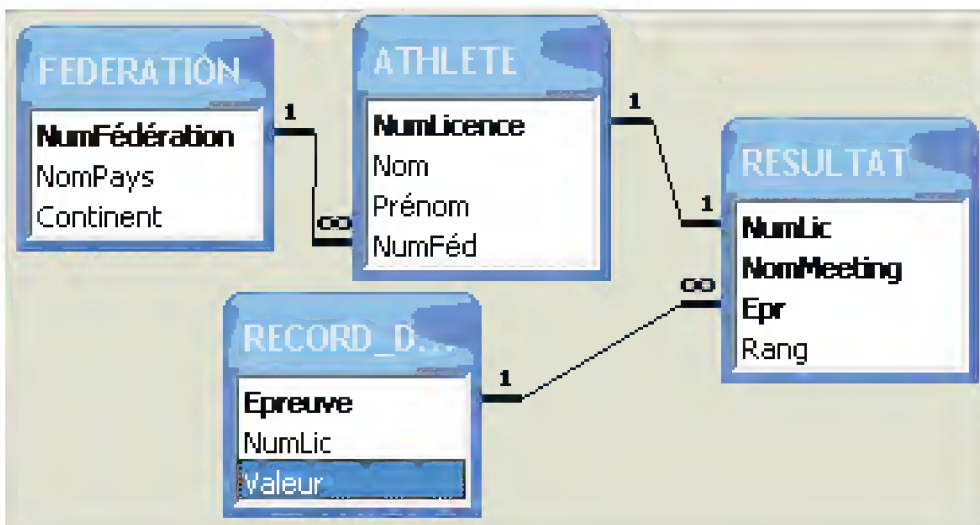 FEDERATION
NumFédération
NomPays
Continent
1
∞
ATHLETE
NumLicence
Nom
Prénom
NumFéd
1
1
∞
RESULTAT
NumLic
NomMeeting
Epr
Rang
RECORD_D...
Epreuve
NumLic
Valeur
1